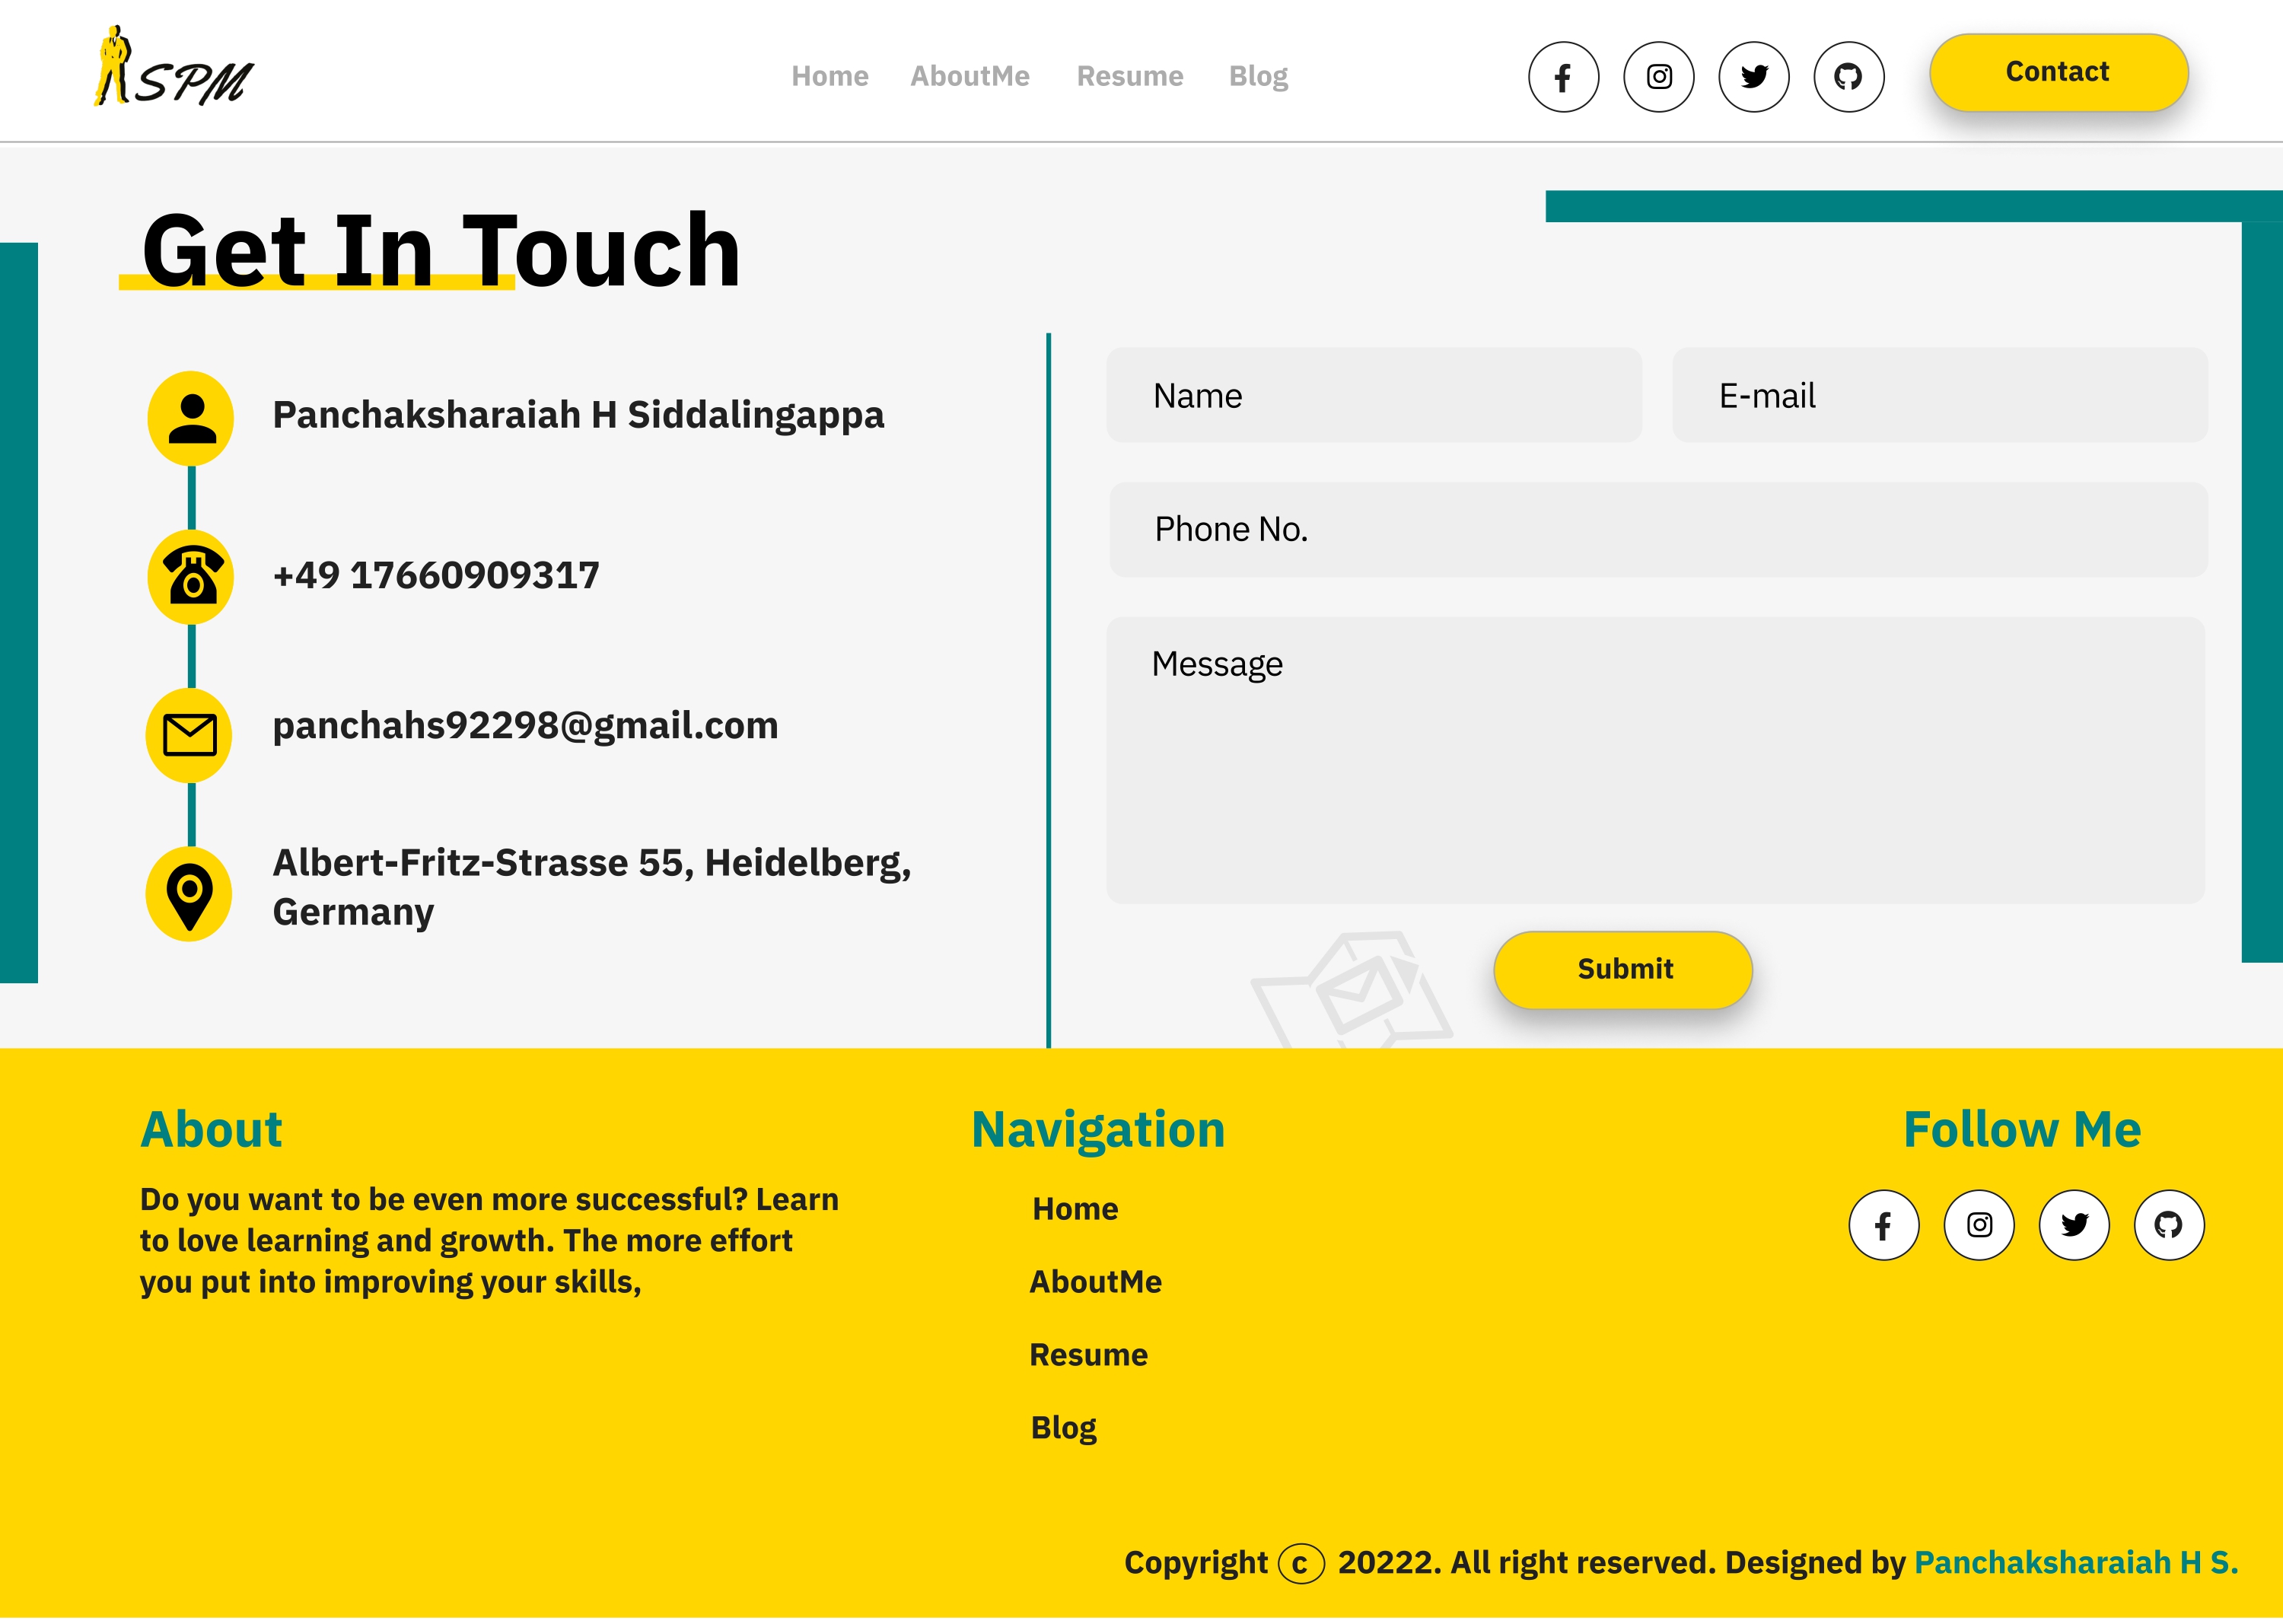 SPM
Home AboutMe Resume Blog
Contact
Get In Touch
Panchaksharaiah H Siddalingappa
+49 17660909317
panchahs92298@gmail.com
Albert-Fritz-Strasse 55, Heidelberg,
Germany
Name
E-mail
Phone No.
Message
Submit
About
Do you want to be even more successful? Learn
to love learning and growth. The more effort
you put into improving your skills,
Navigation
Home
AboutMe
Resume
Blog
Follow Me
Copyright c 20222. All right reserved. Designed by Panchaksharaiah H S.